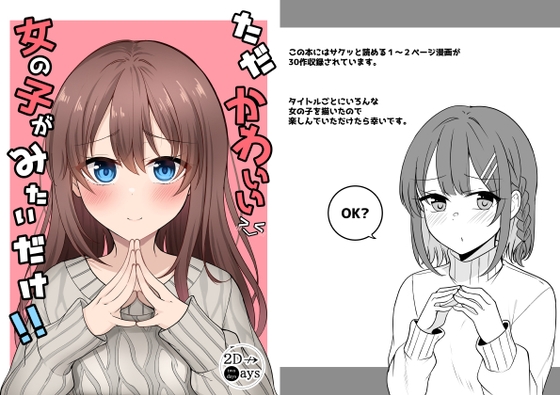 ただ かわいい
女の子が
みたいだけ!!
2D→
ays
この本にはサクッと読める１〜２ページ漫画が
30作収録されています。
タイトルごとにいろんな
女の子を描いたので
楽しんでいただけたら幸いです。
OK?